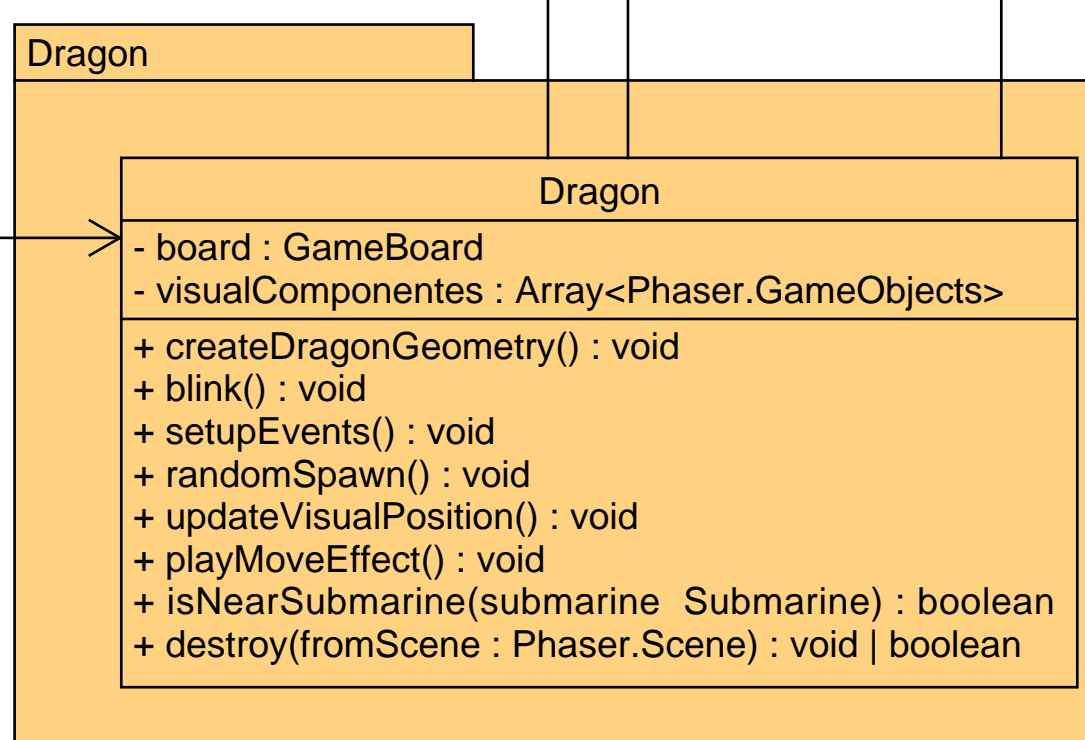 Dragon
Dragon
- board : GameBoard
- visualComponentes : Array<Phaser.GameObjects>
+ createDragonGeometry() : void
+ blink() : void
+ setupEvents() : void
+ randomSpawn() : void
+ updateVisualPosition() : void
+ playMoveEffect() : void
+ isNearSubmarine(submarine  Submarine) : boolean
+ destroy(fromScene : Phaser.Scene) : void | boolean